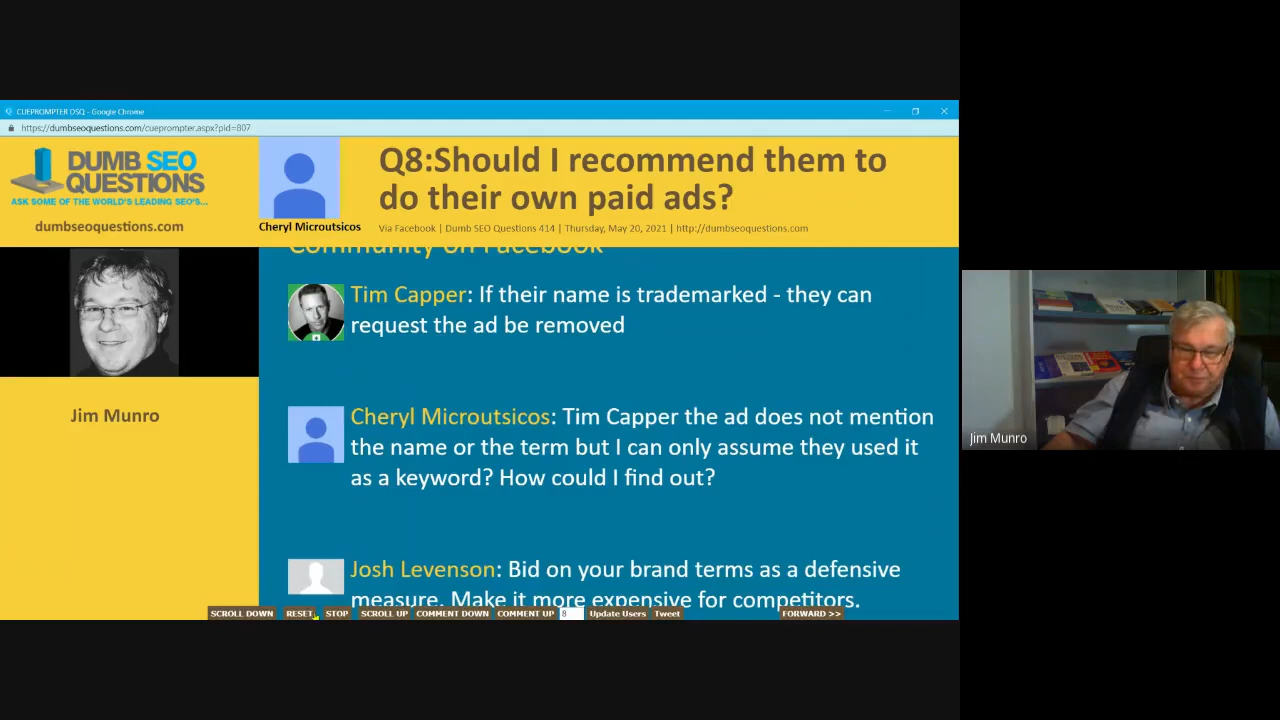 CUEPROMPTER DSQ - Google Chrome
https://dumbseoquestions.com/cueprompter.aspx?pid=807
DUMB SEO
QUESTIONS
ASK SOME OF THE WORLD'S LEADING SEO'S...
dumbseoquestions.com
Cheryl Microutsicos
Q8:Should I recommend them to
do their own paid ads?
Via Facebook | Dumb SEO Questions 414 | Thursday, May 20, 2021 | http://dumbseoquestions.com
Community on Facebook
Tim Capper: If their name is trademarked - they can
request the ad be removed
Jim Munro
Cheryl Microutsicos: Tim Capper the ad does not mention
the name or the term but I can only assume they used it
as a keyword? How could I find out?
Josh Levenson: Bid on your brand terms as a defensive
measure. Make it more expensive for competitors.
SCROLL DOWN RESET STOP SCROLL UP COMMENT DOWN COMMENT UP 8 Update Users Tweet FORWARD >>
Jim Munro